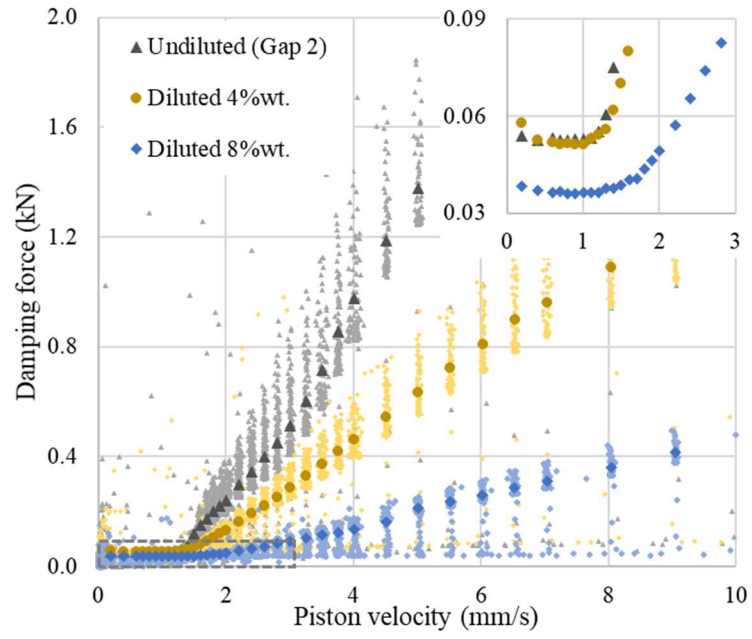 2.0
1.6
1.2
0.8
0.4
0.0
Damping force (kN)
Undiluted (Gap 2)
Diluted 4%wt.
Diluted 8%wt.
0.09
0.06
0.03
0 1 2 3
0 2 4 6 8 10
Piston velocity (mm/s)